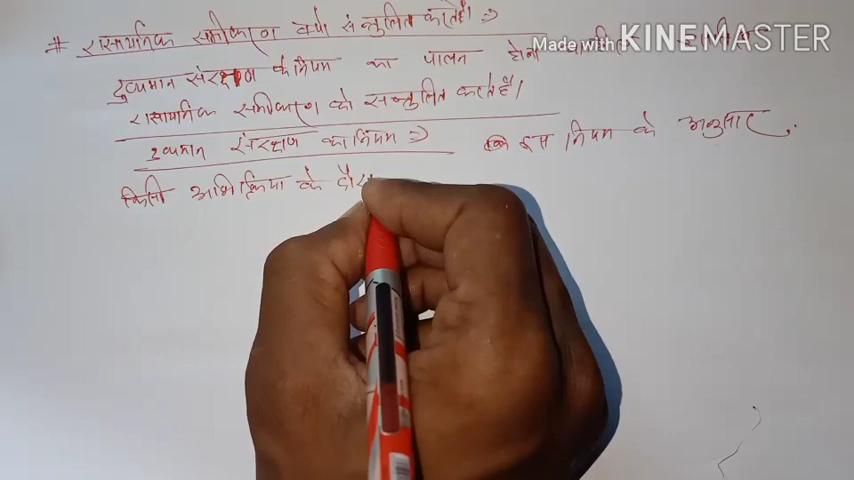 # रासायनिक समीकरण क्यों सन्तुलित करते है। =>
Made with KINEMASTER
द्रव्यमान संरक्षण के नियम का पालन होना
रासायनिक समीकरण को सन्तुलित करते है।
द्रव्यमान संरक्षण का नियम => इस नियम के अनुसार
किसी अभिक्रिया के दौरा